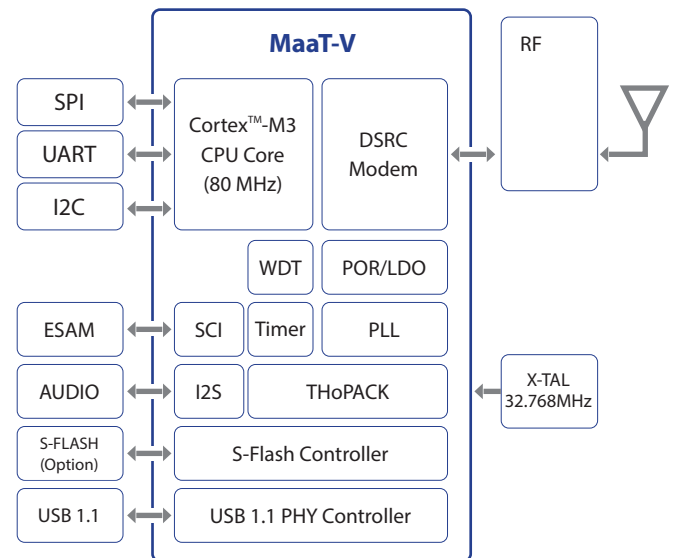 MaaT-V
RF
SPI
UART
I2C
Cortex™-M3
CPU Core
(80 MHz)
DSRC
Modem
WDT
POR/LDO
ESAM
SCI
Timer
PLL
AUDIO
I2S
THoPACK
X-TAL
32.768MHz
S-FLASH
(Option)
S-Flash Controller
USB 1.1
USB 1.1 PHY Controller